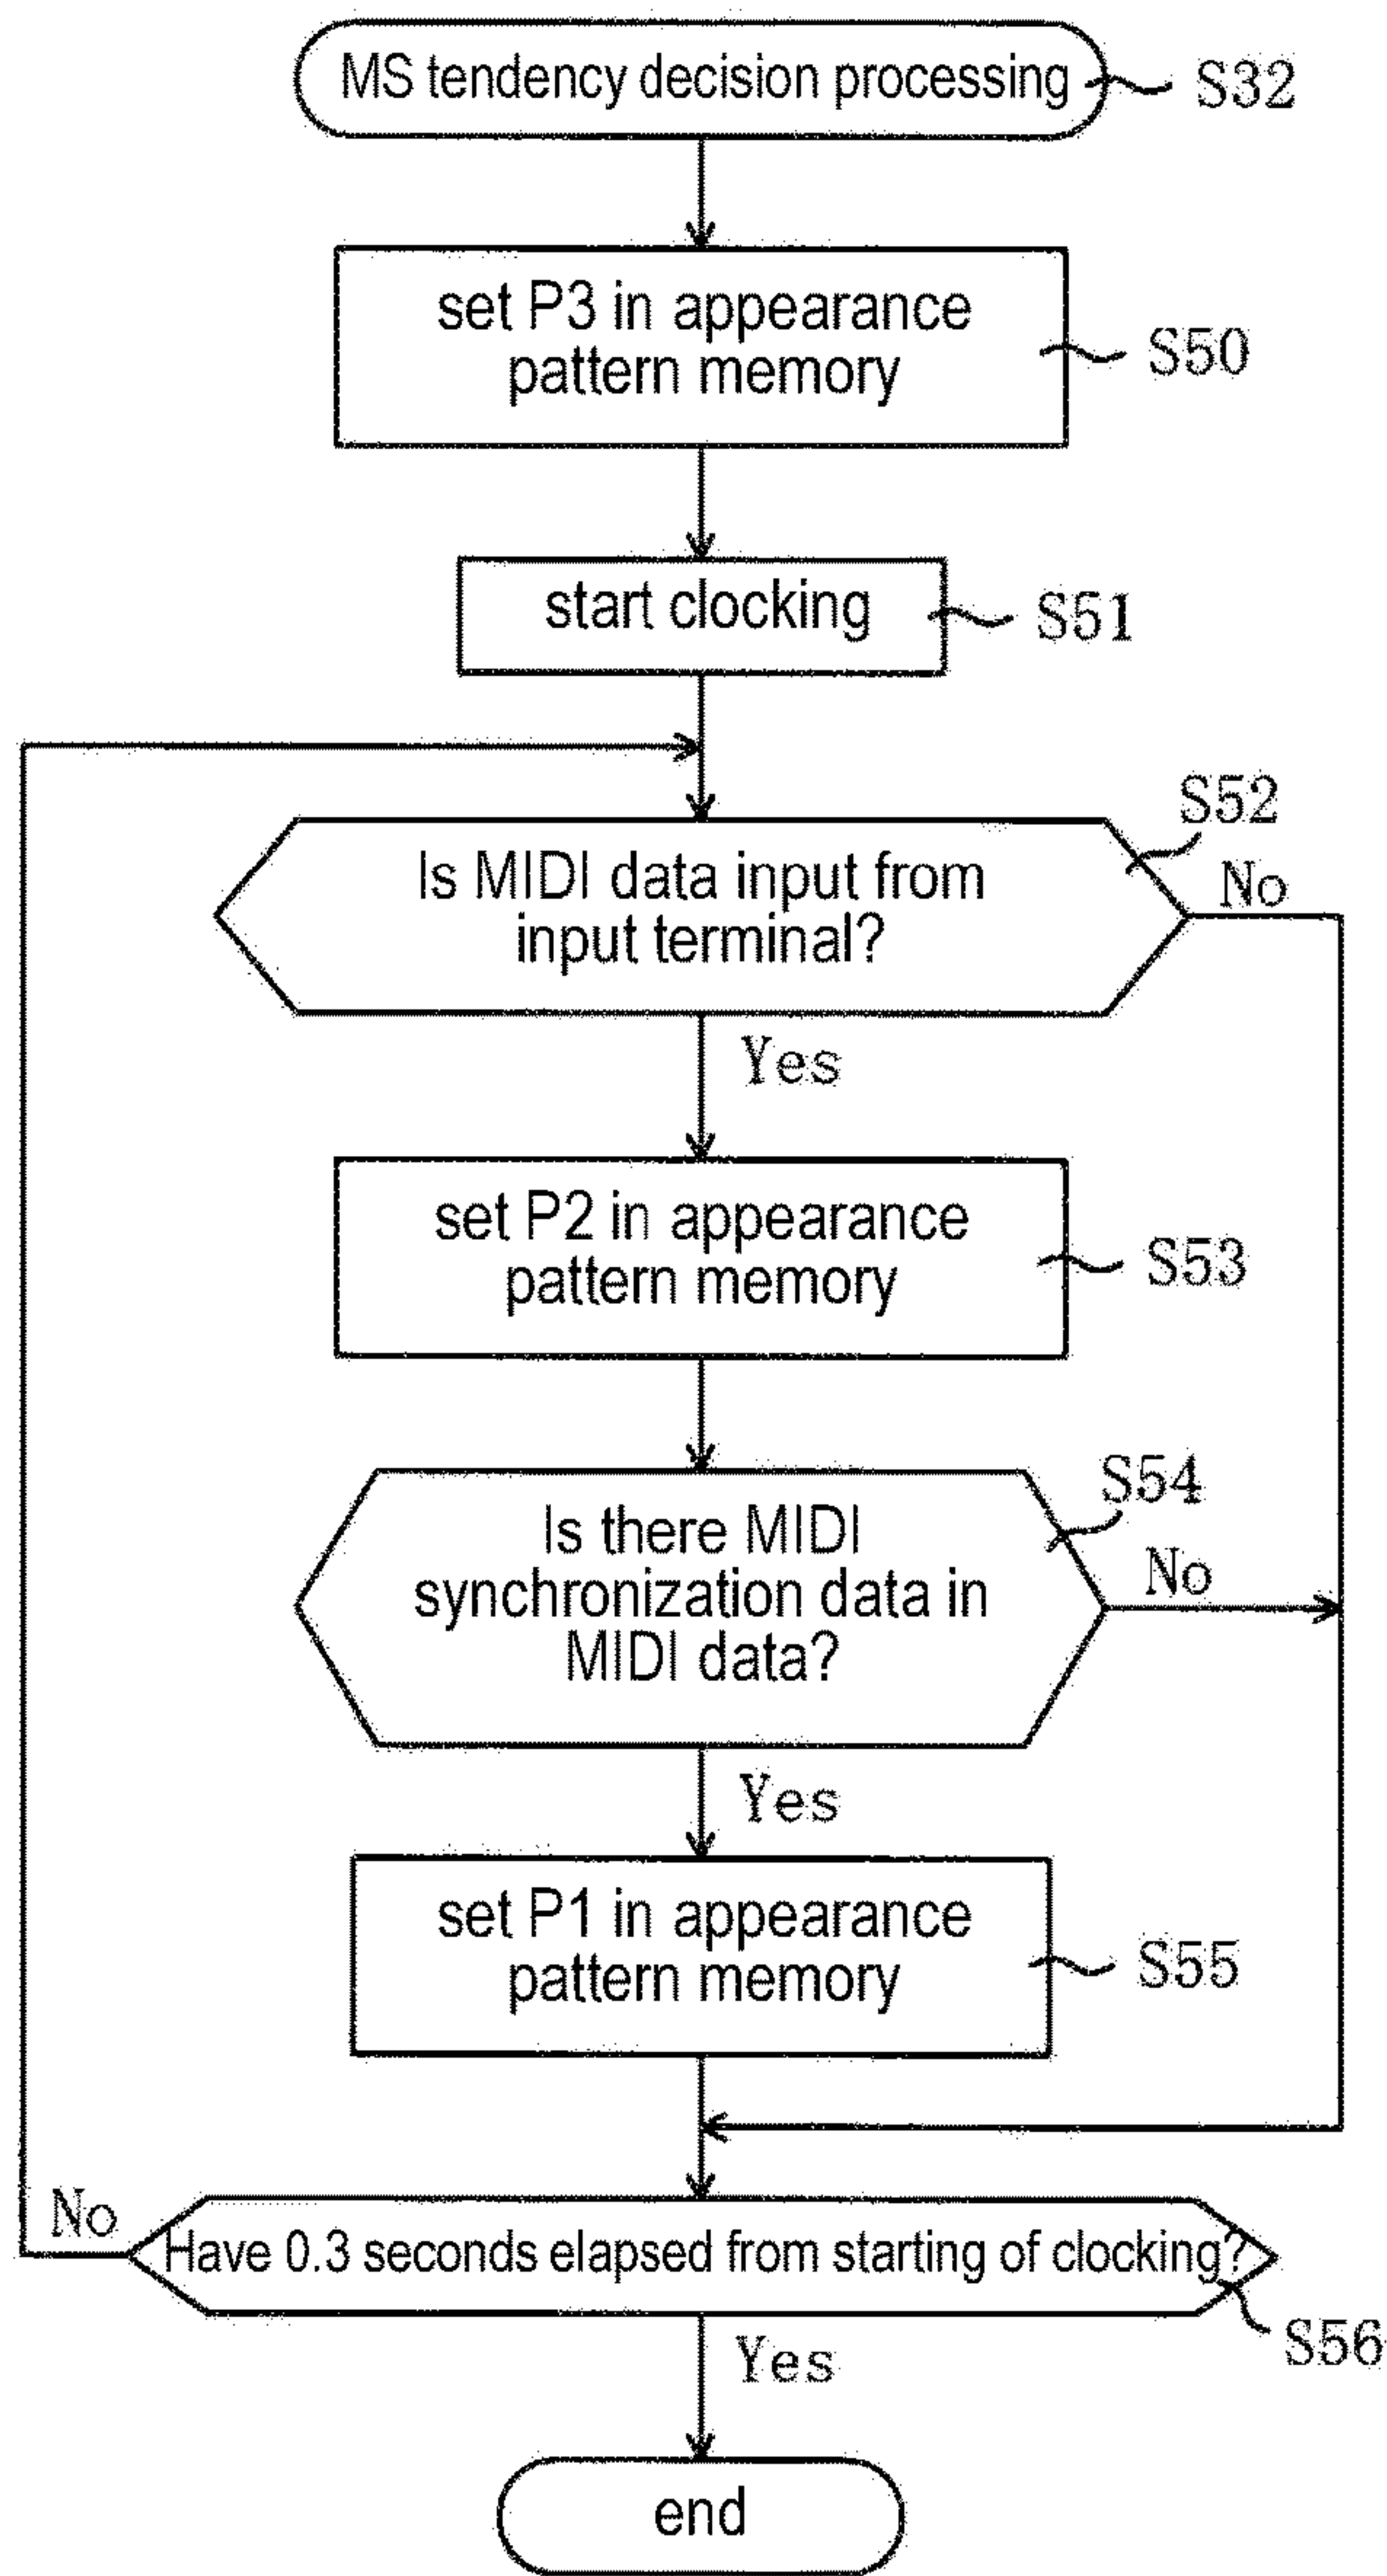 MS tendency decision processing
S32
set P3 in appearance
pattern memory
S50
start clocking
S51
S52
Is MIDI data input from
input terminal?
No
Yes
set P2 in appearance
pattern memory
S53
S54
Is there MIDI
synchronization data in
MIDI data?
No
Yes
set P1 in appearance
pattern memory
S55
No
Have 0.3 seconds elapsed from starting of clocking?
S56
Yes
end